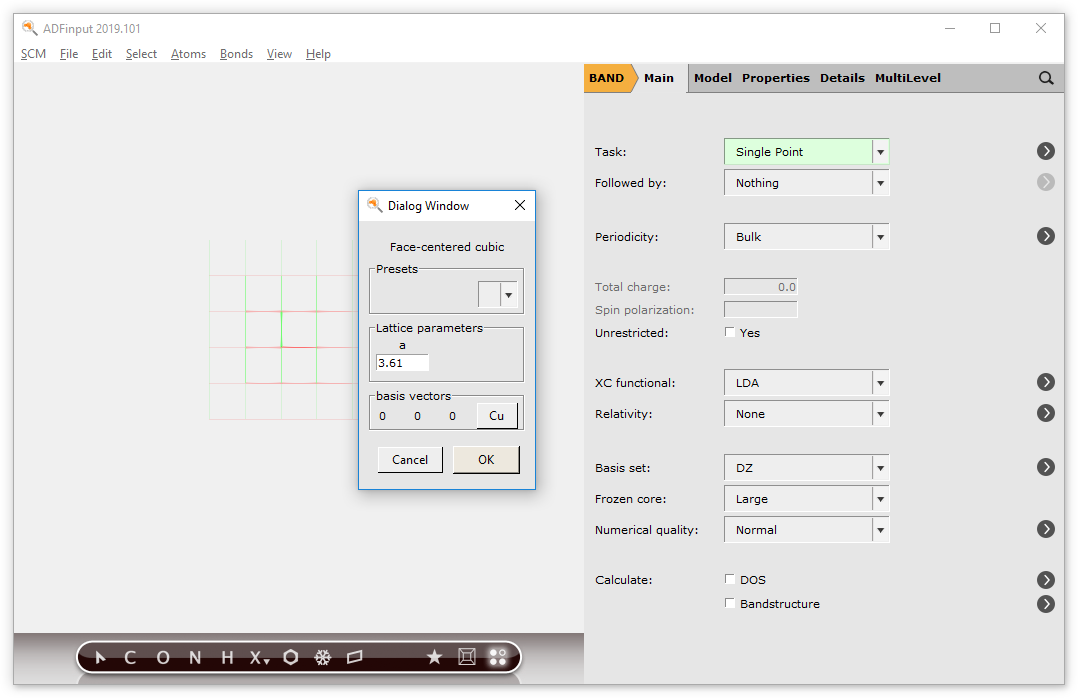 ADFinput 2019.101
SCM File Edit Select Atoms Bonds View Help
BAND Main Model Properties Details MultiLevel
Task: Single Point
Followed by: Nothing
Periodicity: Bulk
Total charge: 0.0
Spin polarization:
Unrestricted: Yes
XC functional: LDA
Relativity: None
Basis set: DZ
Frozen core: Large
Numerical quality: Normal
Calculate: DOS
Bandstructure
Dialog Window
Face-centered cubic
Presets
Lattice parameters
a
3.61
basis vectors
0 0 0 Cu
Cancel OK
C O N H X